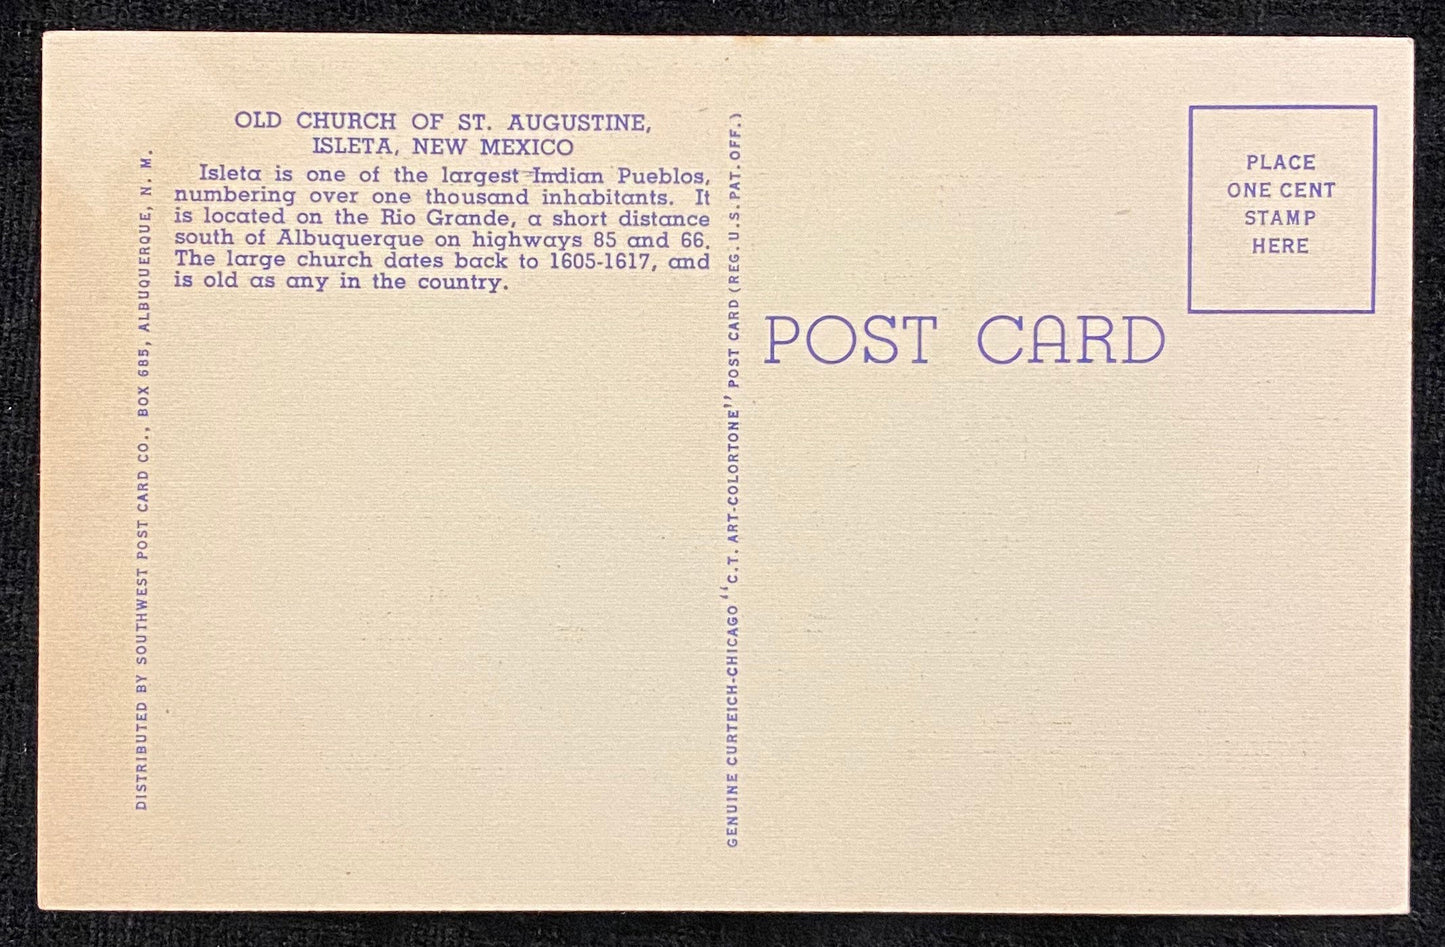 OLD CHURCH OF ST. AUGUSTINE,
ISLETA, NEW MEXICO
Isleta is one of the largest Indian Pueblos,
numbering over one thousand inhabitants. It
is located on the Rio Grande, a short distance
south of Albuquerque on highways 85 and 66.
The large church dates back to 1605-1617, and
is old as any in the country.
DISTRIBUTED BY SOUTHWEST POST CARD CO., BOX 685, ALBUQUERQUE, N. M.
GENUINE CURTEICH-CHICAGO "C.T. ART-COLORTONE" POST CARD (REG. U.S. PAT. OFF.)
POST CARD
PLACE
ONE CENT
STAMP
HERE